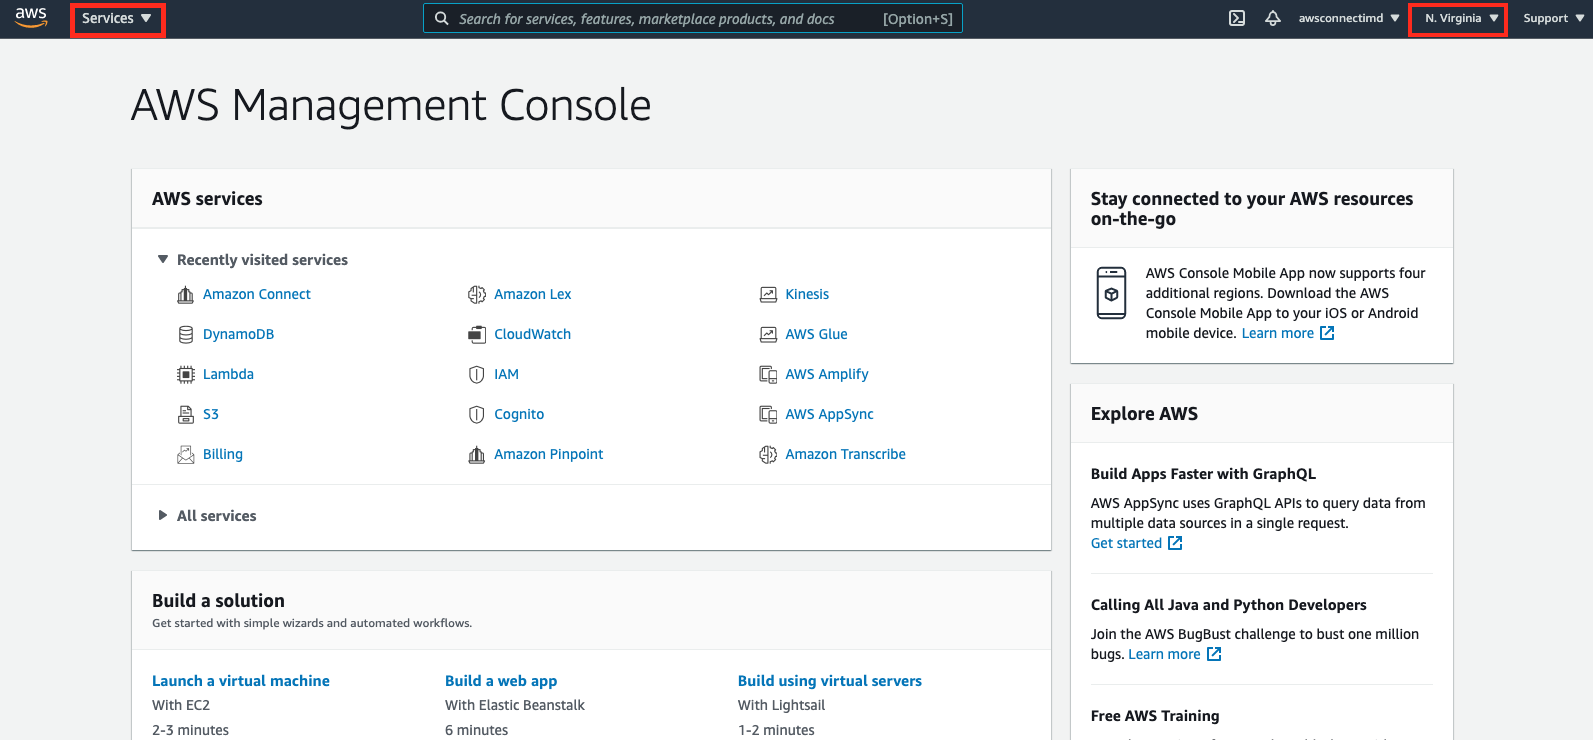 aws
Services
Search for services, features, marketplace products, and docs
[Option+S]
awsconnectimd
N. Virginia
Support
AWS Management Console
AWS services
Recently visited services
Amazon Connect
Amazon Lex
Kinesis
DynamoDB
CloudWatch
AWS Glue
Lambda
IAM
AWS Amplify
S3
Cognito
AWS AppSync
Billing
Amazon Pinpoint
Amazon Transcribe
All services
Build a solution
Get started with simple wizards and automated workflows.
Launch a virtual machine
With EC2
2-3 minutes
Build a web app
With Elastic Beanstalk
6 minutes
Build using virtual servers
With Lightsail
1-2 minutes
Stay connected to your AWS resources
on-the-go
AWS Console Mobile App now supports four
additional regions. Download the AWS
Console Mobile App to your iOS or Android
mobile device. Learn more
Explore AWS
Build Apps Faster with GraphQL
AWS AppSync uses GraphQL APIs to query data from
multiple data sources in a single request.
Get started
Calling All Java and Python Developers
Join the AWS BugBust challenge to bust one million
bugs. Learn more
Free AWS Training